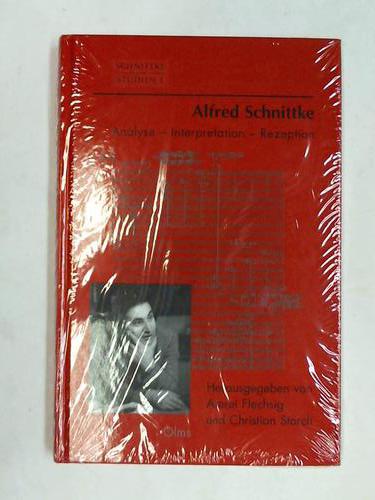 SCHNITTKE
STUDIEN 1
Alfred Schnittke
Analyse – Interpretation – Rezeption
Herausgegeben von
Amrei Flechsig
und Christian Storch
Olms